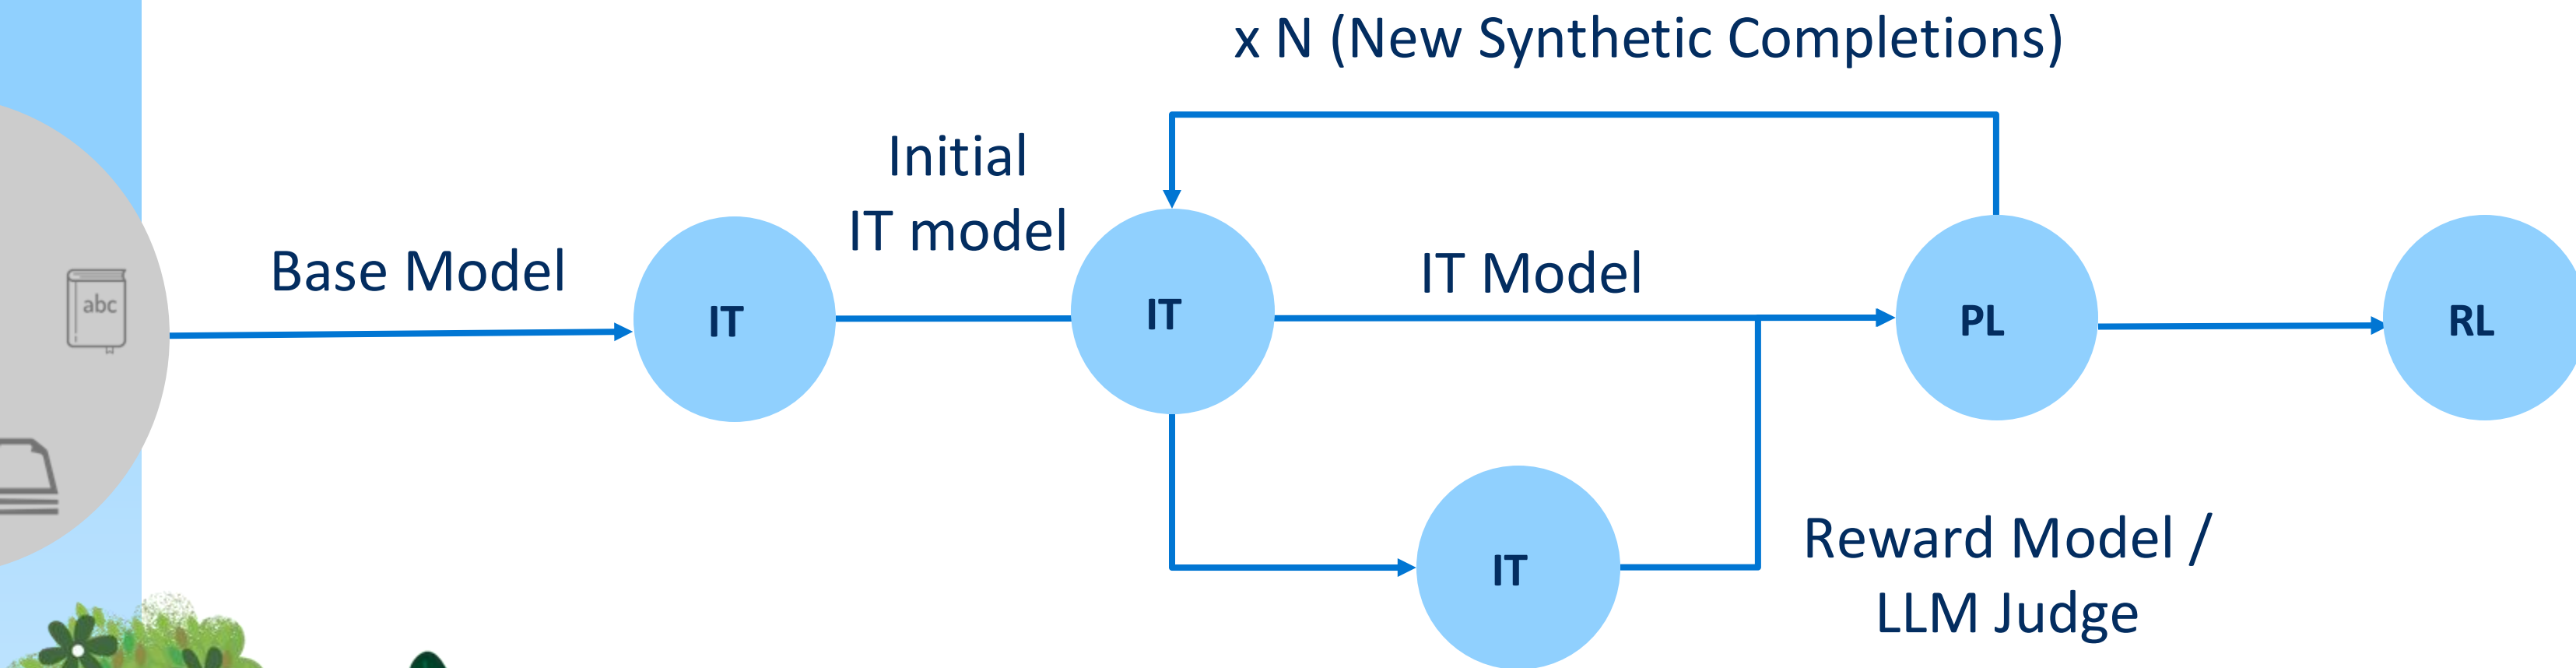 x N (New Synthetic Completions)
Initial
IT model
Base Model
IT Model
abc
IT
IT
PL
RL
IT
Reward Model /
LLM Judge